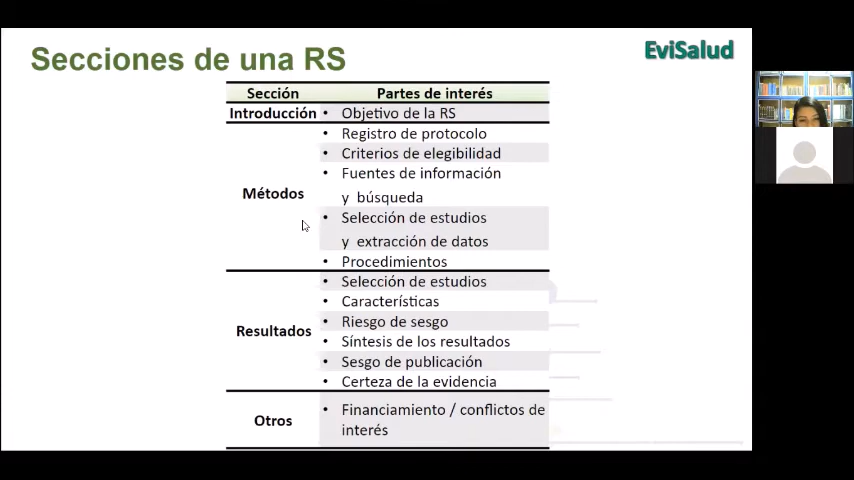 Secciones de una RS
EviSalud
Sección Partes de interés
Introducción • Objetivo de la RS
Métodos
• Registro de protocolo
• Criterios de elegibilidad
• Fuentes de información
y búsqueda
• Selección de estudios
y extracción de datos
• Procedimientos
Resultados
• Selección de estudios
• Características
• Riesgo de sesgo
• Síntesis de los resultados
• Sesgo de publicación
• Certeza de la evidencia
Otros
• Financiamiento / conflictos de
interés